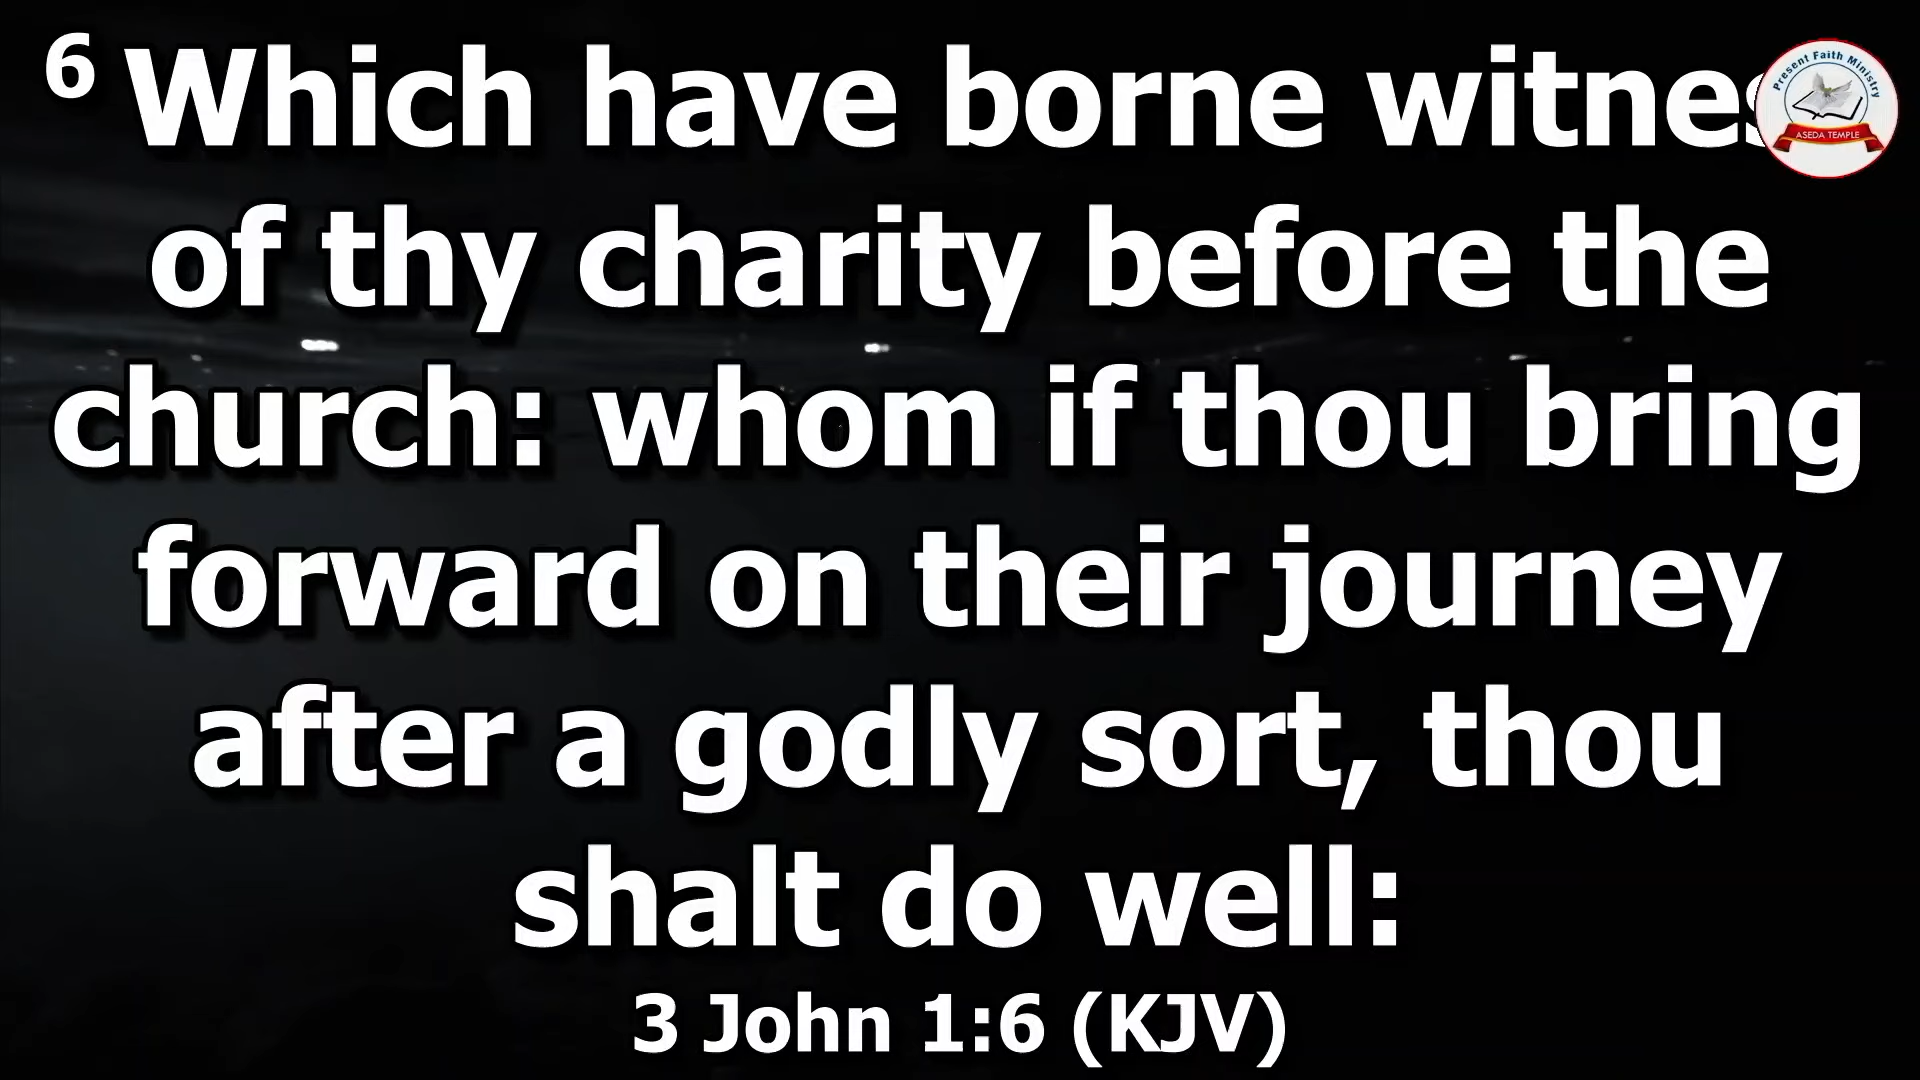 6 Which have borne witnes
of thy charity before the
church: whom if thou bring
forward on their journey
after a godly sort, thou
shalt do well:
3 John 1:6 (KJV)
Present Faith Ministry
ASEDA TEMPLE